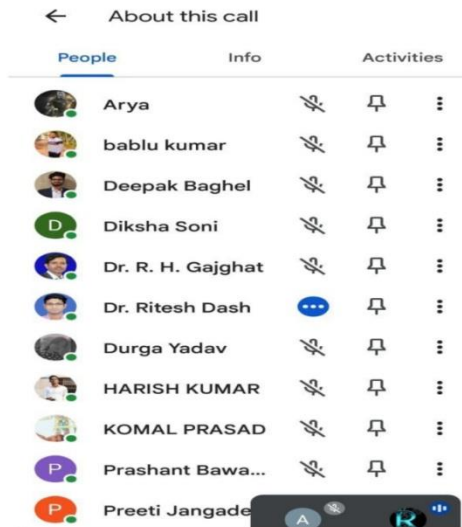 About this call
People Info Activities
Arya
bablu kumar
Deepak Baghel
D Diksha Soni
Dr. R. H. Gajghat
Dr. Ritesh Dash
Durga Yadav
HARISH KUMAR
KOMAL PRASAD
P Prashant Bawa...
P Preeti Jangade
A R